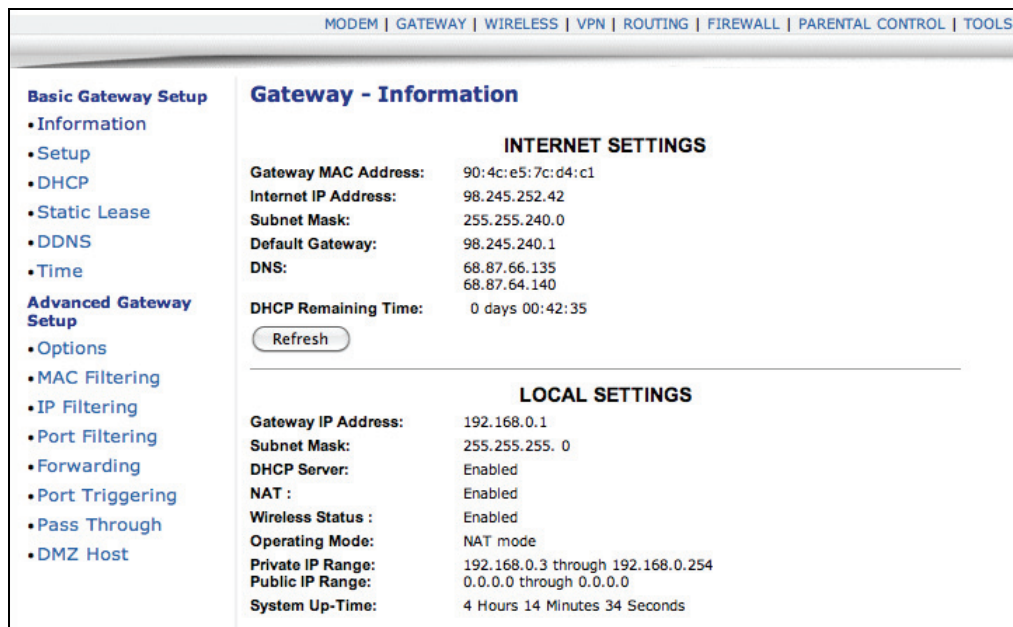 MODEM | GATEWAY | WIRELESS | VPN | ROUTING | FIREWALL | PARENTAL CONTROL | TOOLS
Basic Gateway Setup
•Information
•Setup
•DHCP
•Static Lease
•DDNS
•Time
Advanced Gateway
Setup
•Options
•MAC Filtering
•IP Filtering
•Port Filtering
•Forwarding
•Port Triggering
•Pass Through
•DMZ Host
Gateway - Information
INTERNET SETTINGS
Gateway MAC Address: 90:4c:e5:7c:d4:c1
Internet IP Address: 98.245.252.42
Subnet Mask: 255.255.240.0
Default Gateway: 98.245.240.1
DNS: 68.87.66.135
68.87.64.140
DHCP Remaining Time: 0 days 00:42:35
Refresh
LOCAL SETTINGS
Gateway IP Address: 192.168.0.1
Subnet Mask: 255.255.255. 0
DHCP Server: Enabled
NAT : Enabled
Wireless Status : Enabled
Operating Mode: NAT mode
Private IP Range: 192.168.0.3 through 192.168.0.254
Public IP Range: 0.0.0.0 through 0.0.0.0
System Up-Time: 4 Hours 14 Minutes 34 Seconds